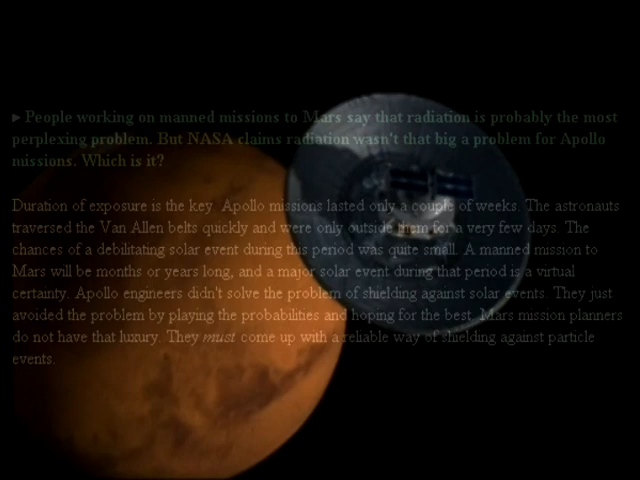 ►People working on manned missions to Mars say that radiation is probably the most
perplexing problem. But NASA claims radiation wasn't that big a problem for Apollo
missions. Which is it?
Duration of exposure is the key. Apollo missions lasted only a couple of weeks. The astronauts
traversed the Van Allen belts quickly and were only outside them for a very few days. The
chances of a debilitating solar event during this period was quite small. A manned mission to
Mars will be months or years long, and a major solar event during that period is a virtual
certainty. Apollo engineers didn't solve the problem of shielding against solar events. They just
avoided the problem by playing the probabilities and hoping for the best. Mars mission planners
do not have that luxury. They must come up with a reliable way of shielding against particle
events.